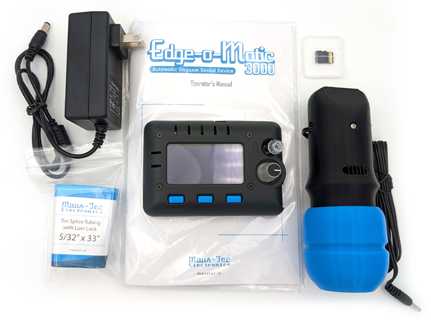 Edge-o-Matic
3000
Automatic Orgasm Denial Device
Operator's Manual
Maus-Tec
Electronics
Tee Splice Tubing
with Luer Lock
5/32" x 33"
Maus-Tec
Electronics